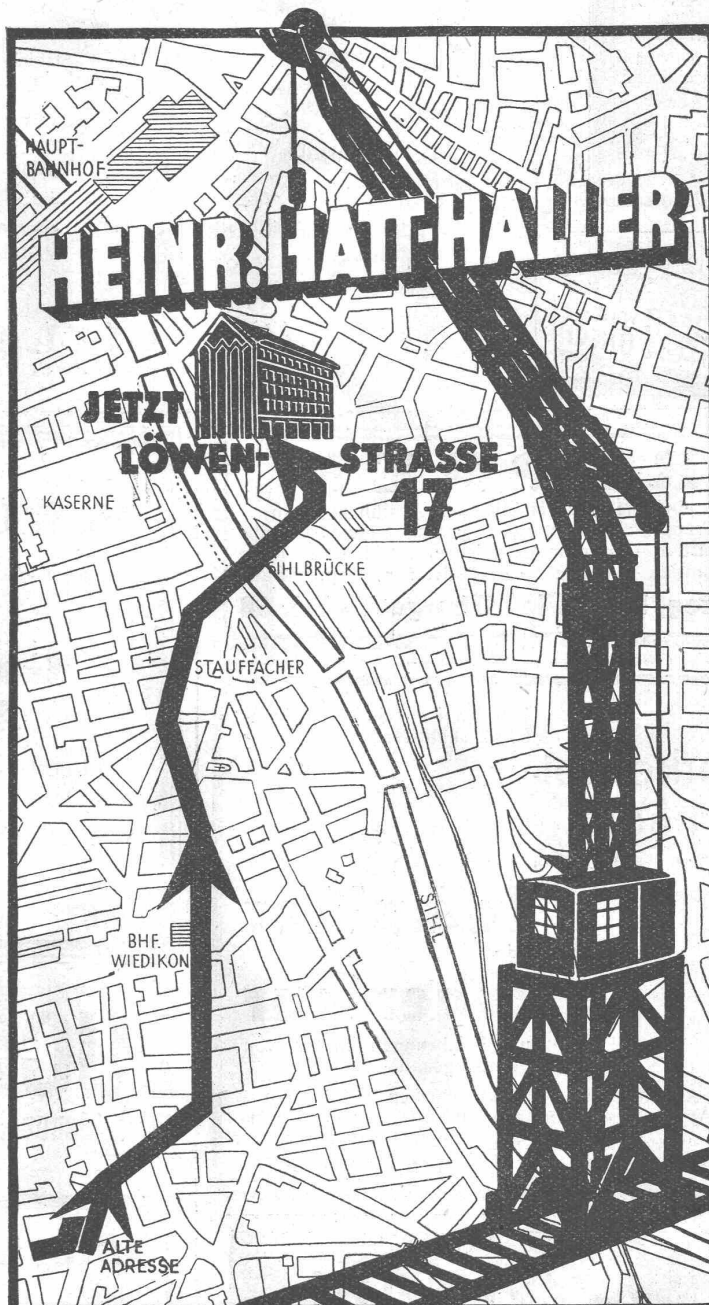 HAUPT-
BAHNHOF
HEINR. HATT-HALLER
JETZT
LÖWEN-STRASSE
17
KASERNE
SIHLBRÜCKE
STAUFFACHER
SIHL
BHF.
WIEDIKON
ALTE
ADRESSE